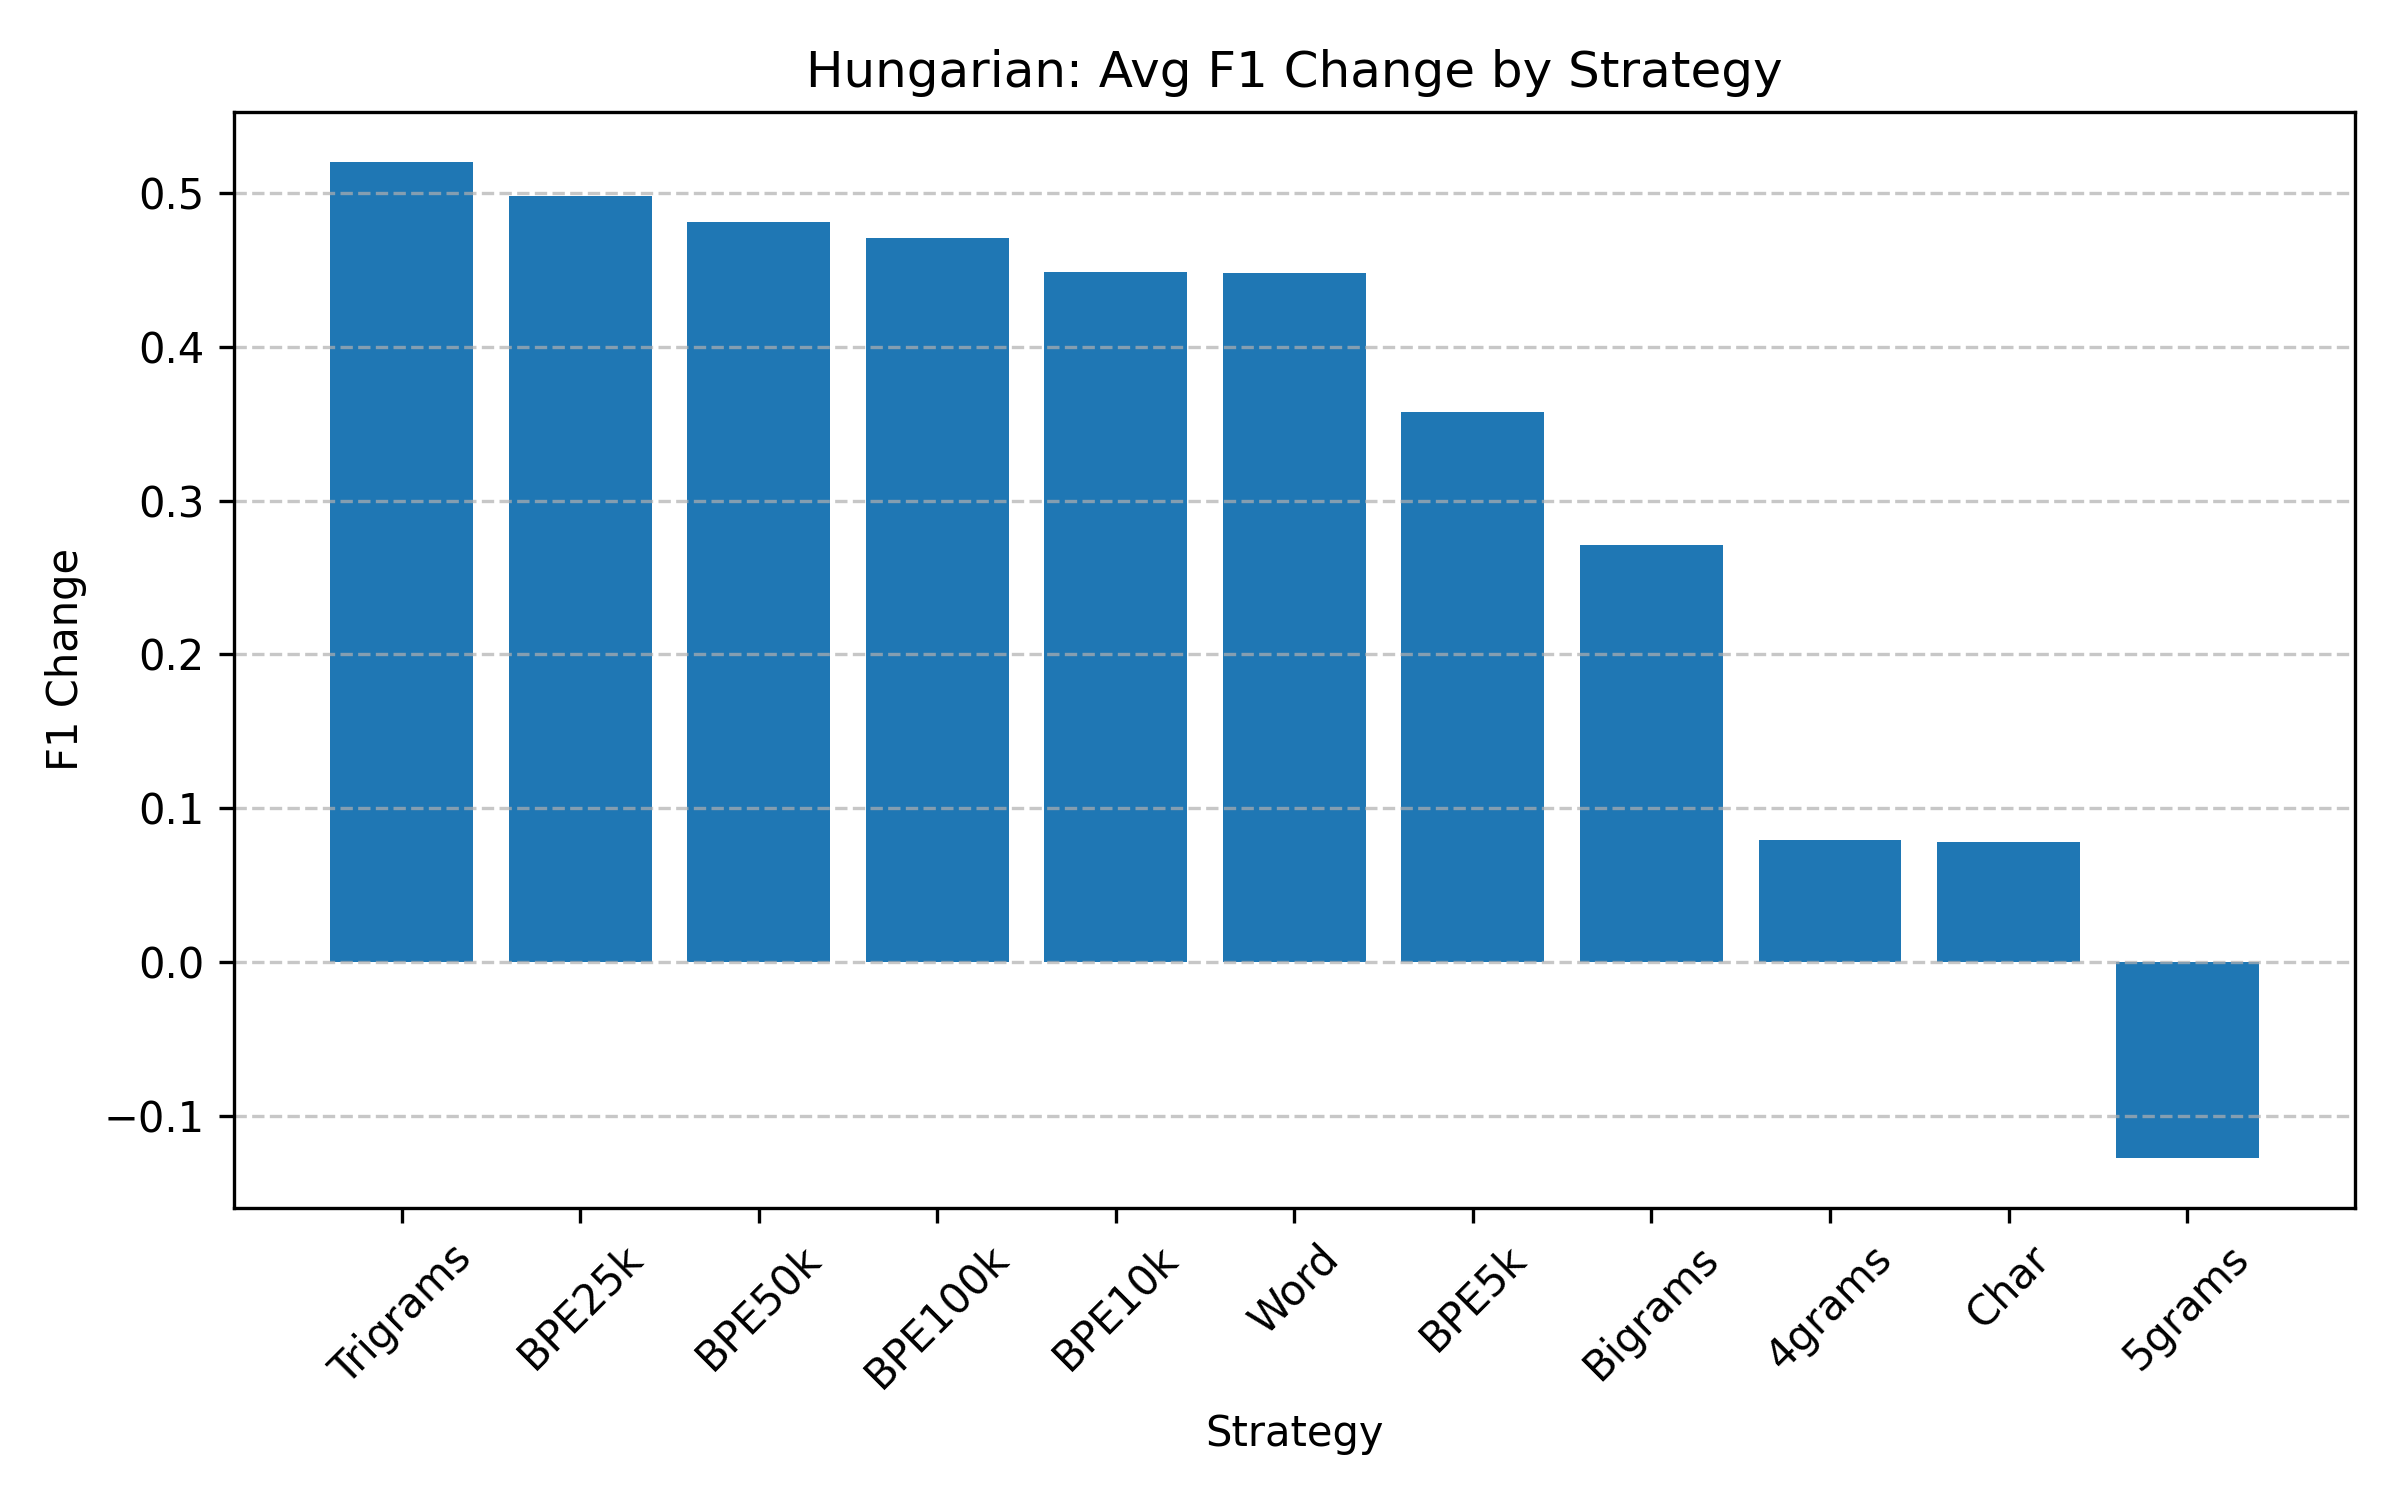 Hungarian: Avg F1 Change by Strategy
F1 Change
0.5
0.4
0.3
0.2
0.1
0.0
−0.1
Trigrams
BPE25k
BPE50k
BPE100k
BPE10k
Word
BPE5k
Bigrams
4grams
Char
5grams
Strategy